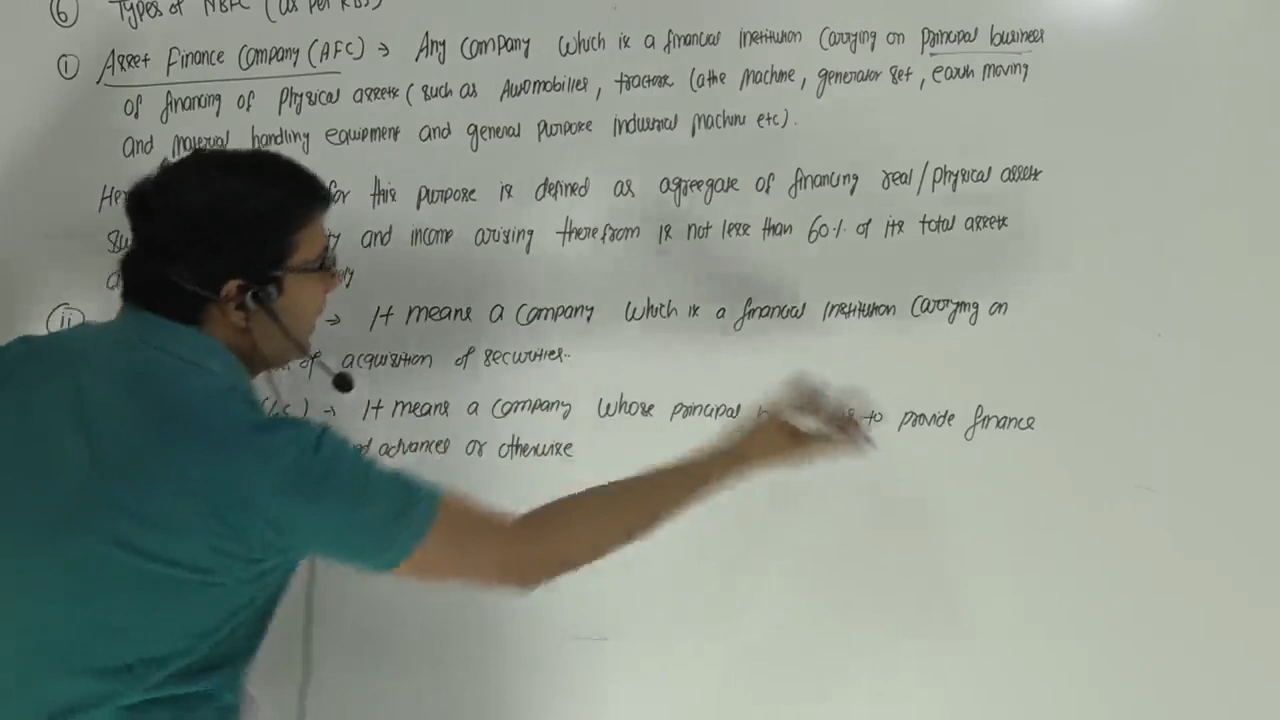 ⑥ Types of NBFC (as per RBI)
① Asset Finance Company (AFC) → Any Company Which is a financial institution Carrying on principal business
of financing of Physical assets (such as Automobiles, tractors lathe Machine, generator set, earth moving
and material handling equipment and general purpose industrial Machine etc).
for this purpose is defined as agreegate of financing real/physical assets
and income arising therefrom is not less than 60% of its total assets
ⅱ → It means a Company Which is a financial Institution Carrying on
of acquisition of securities.
→ It means a Company Whose principal to provide finance
advances or otherwise